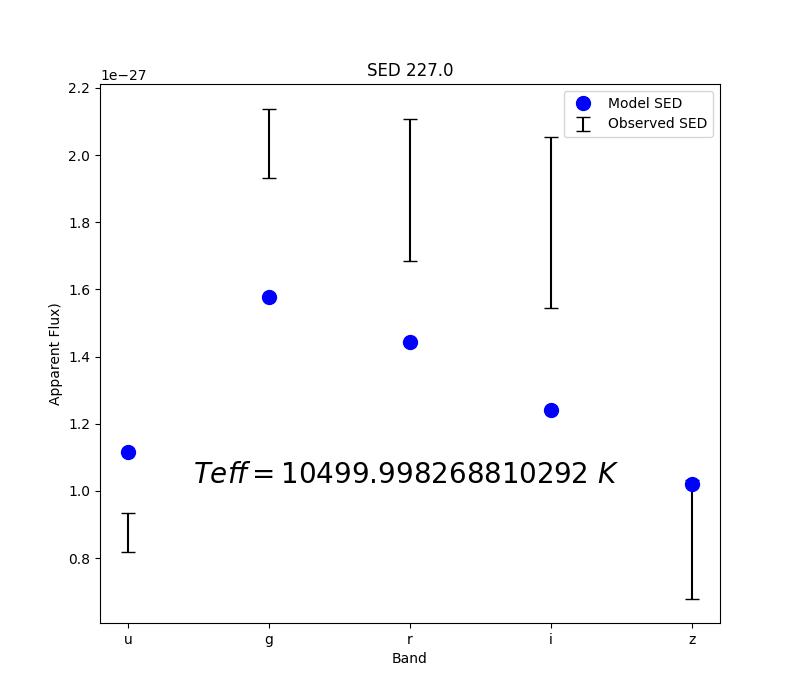 SED 227.0
1e−27
2.2
2.0
1.8
1.6
1.4
1.2
1.0
0.8
Apparent Flux)
Model SED
Observed SED
Teff = 10499.998268810292 K
u g r i z
Band